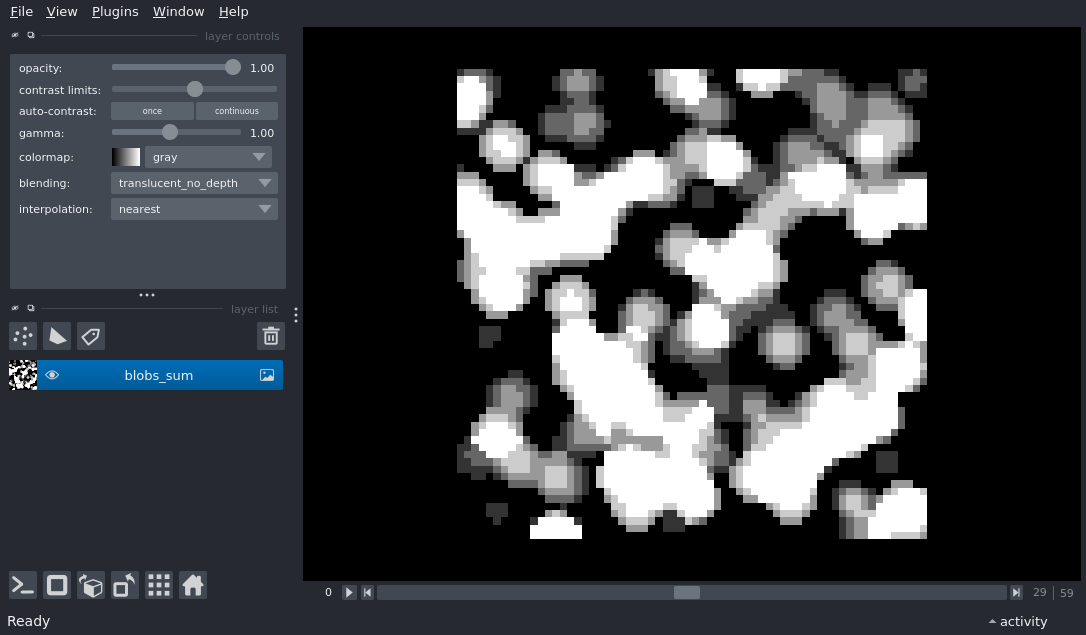 File View Plugins Window Help
layer controls
opacity: 1.00
contrast limits:
auto-contrast: once continuous
gamma: 1.00
colormap: gray
blending: translucent_no_depth
interpolation: nearest
layer list
blobs_sum
0 29 59
Ready activity